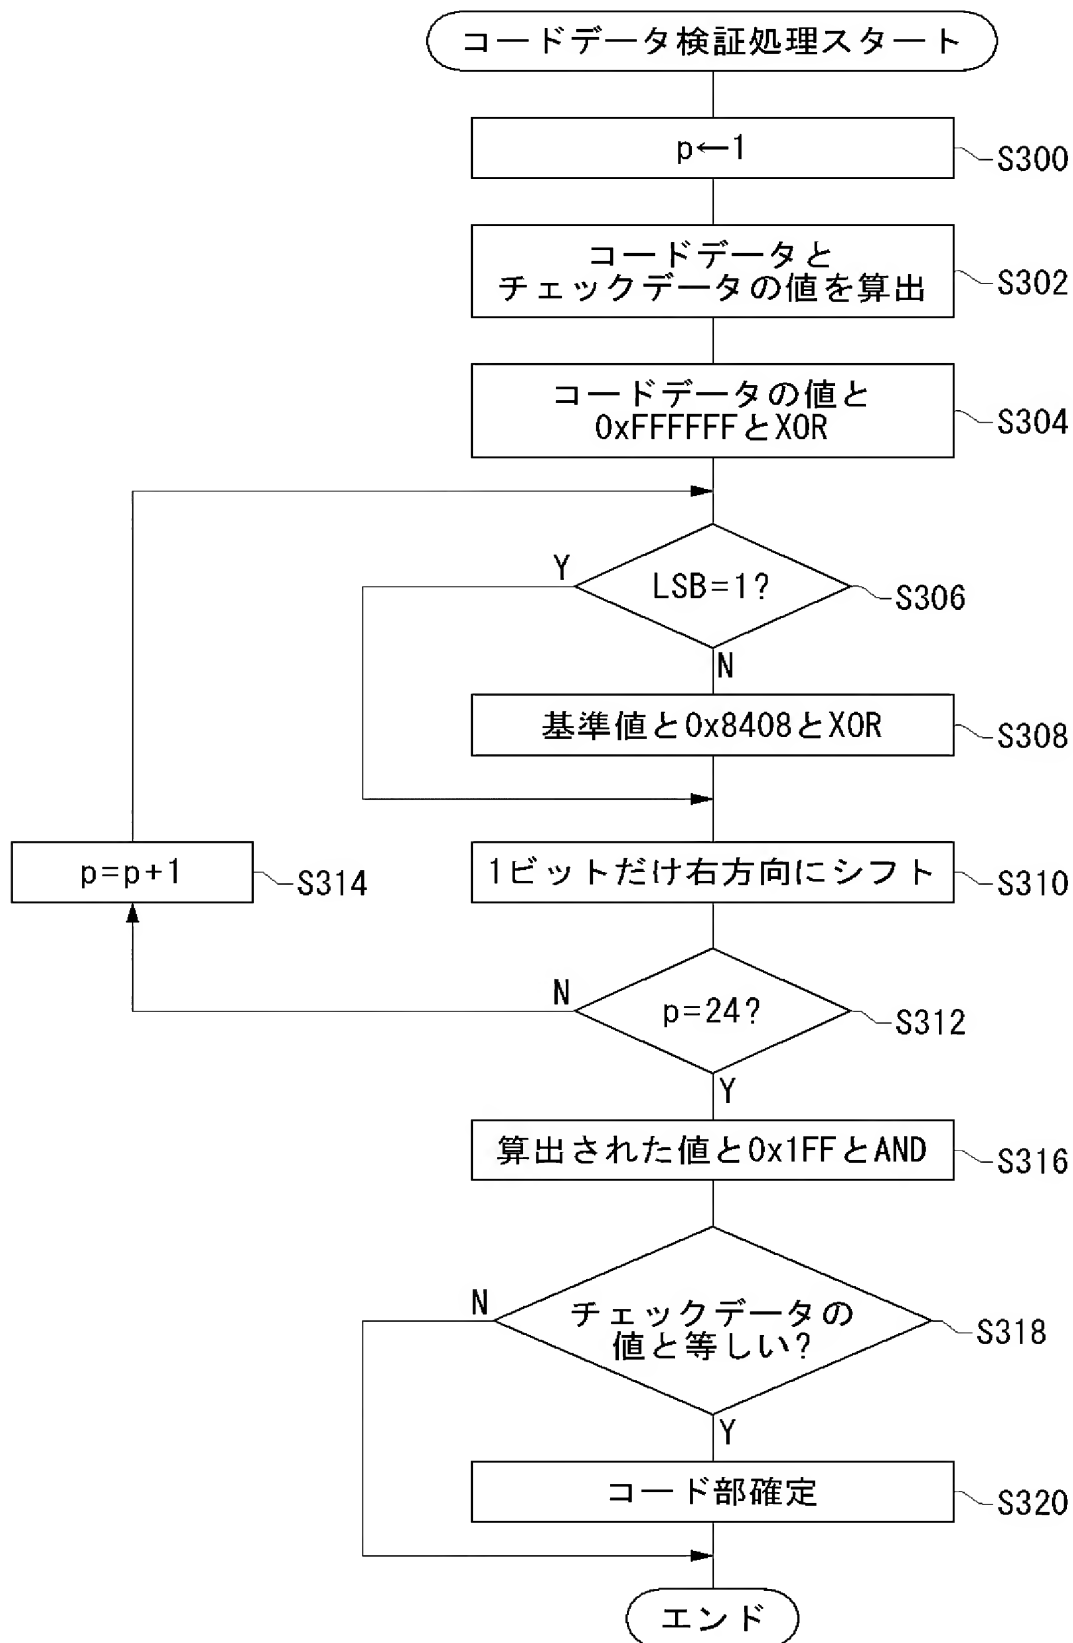 コードデータ検証処理スタート
p←1
S300
コードデータと
チェックデータの値を算出
S302
コードデータの値と
0xFFFFFFとXOR
S304
Y
LSB=1?
S306
N
基準値と0x8408とXOR
S308
p=p+1
S314
1ビットだけ右方向にシフト
S310
N
p=24?
S312
Y
算出された値と0x1FFとAND
S316
N
チェックデータの
値と等しい?
S318
Y
コード部確定
S320
エンド